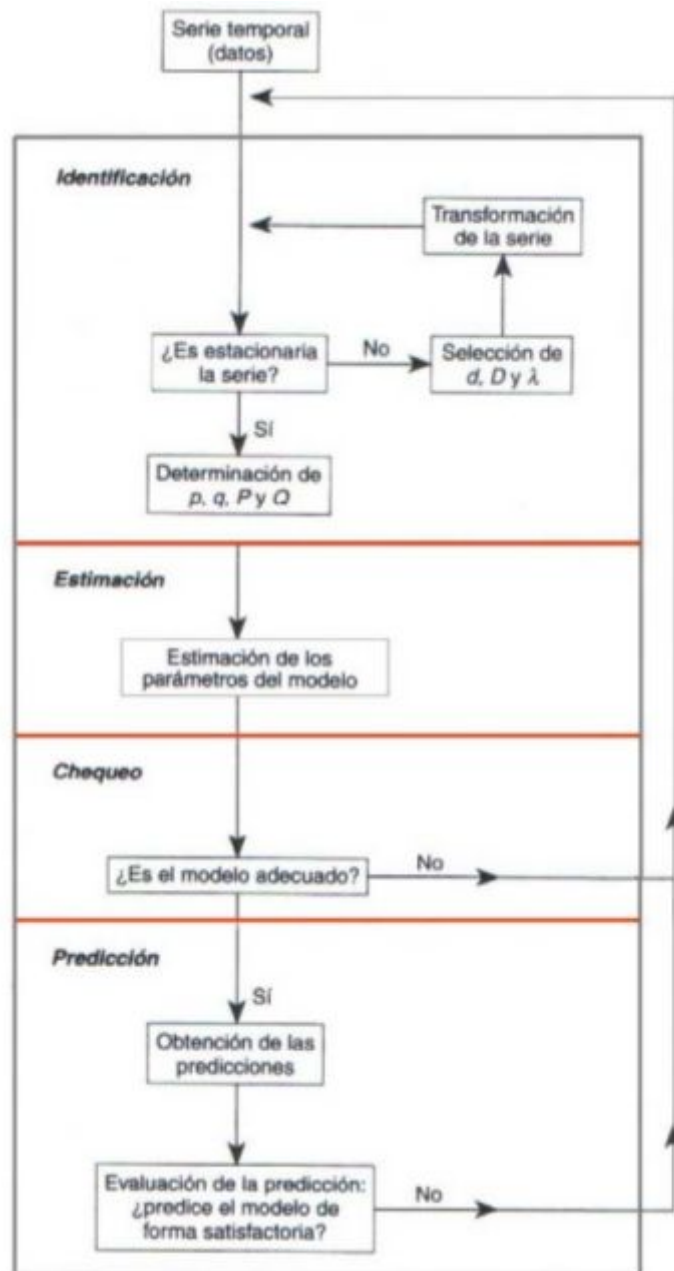 Serie temporal
(datos)
Identificación
Transformación
de la serie
¿Es estacionaria
la serie?
No
Selección de
d, D y λ
Sí
Determinación de
p, q, P y Q
Estimación
Estimación de los
parámetros del modelo
Chequeo
¿Es el modelo adecuado?
No
Predicción
Sí
Obtención de las
predicciones
Evaluación de la predicción:
¿predice el modelo de
forma satisfactoria?
No